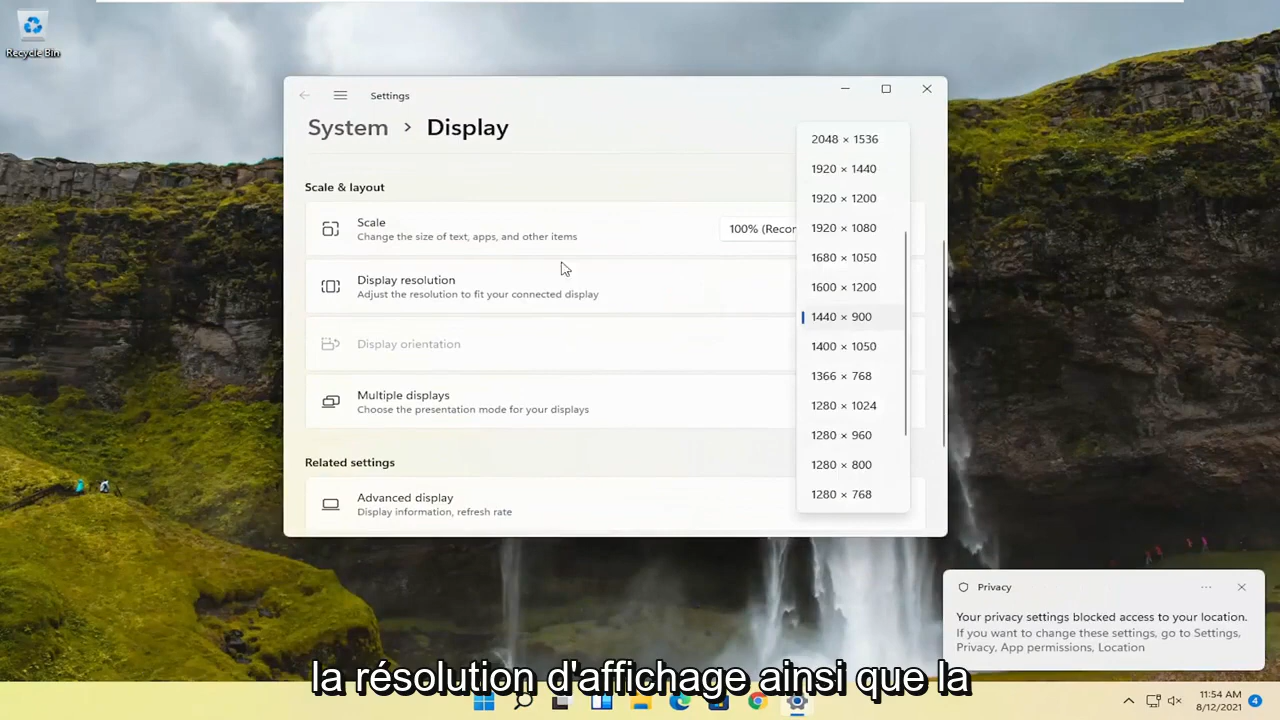 Recycle Bin
Settings
System > Display
Scale & layout
Scale
Change the size of text, apps, and other items
100% (Recor
Display resolution
Adjust the resolution to fit your connected display
Display orientation
Multiple displays
Choose the presentation mode for your displays
Related settings
Advanced display
Display information, refresh rate
2048 × 1536
1920 × 1440
1920 × 1200
1920 × 1080
1680 × 1050
1600 × 1200
1440 × 900
1400 × 1050
1366 × 768
1280 × 1024
1280 × 960
1280 × 800
1280 × 768
Privacy
Your privacy settings blocked access to your location.
If you want to change these settings, go to Settings,
Privacy, App permissions, Location
la résolution d'affichage ainsi que la
11:54 AM
8/12/2021
4